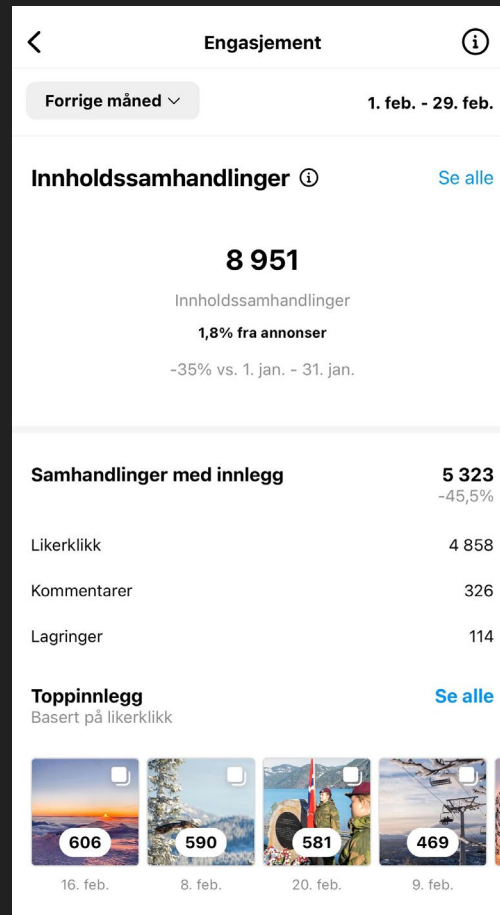 Engasjement
Forrige måned
1. feb. - 29. feb.
Innholdssamhandlinger
Se alle
8 951
Innholdssamhandlinger
1,8% fra annonser
-35% vs. 1. jan. - 31. jan.
Samhandlinger med innlegg 5 323
-45,5%
Likerklikk 4 858
Kommentarer 326
Lagringer 114
Toppinnlegg Se alle
Basert på likerklikk
606 590 581 469
16. feb. 8. feb. 20. feb. 9. feb.